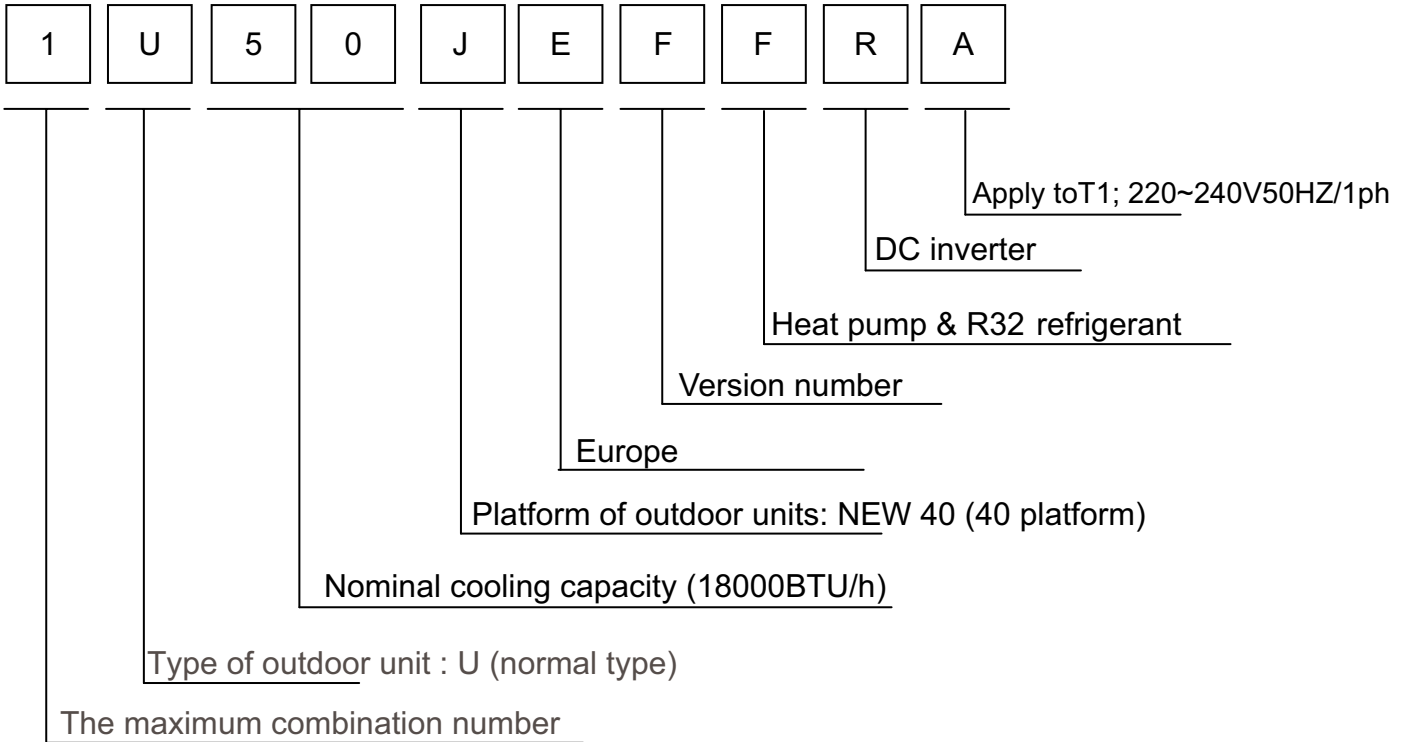 1 U 5 0 J E F F R A
Apply toT1; 220~240V50HZ/1ph
DC inverter
Heat pump & R32 refrigerant
Version number
Europe
Platform of outdoor units: NEW 40 (40 platform)
Nominal cooling capacity (18000BTU/h)
Type of outdoor unit : U (normal type)
The maximum combination number